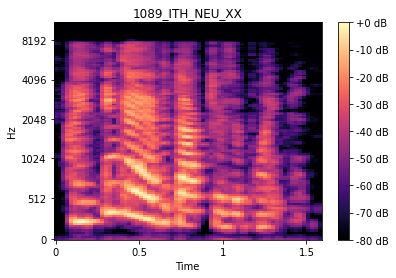 1089_ITH_NEU_XX
+0 dB
8192
-10 dB
4096
-20 dB
-30 dB
2048
Hz
-40 dB
1024
-50 dB
512
-60 dB
-70 dB
0
-80 dB
0
0.5
1
1.5
Time